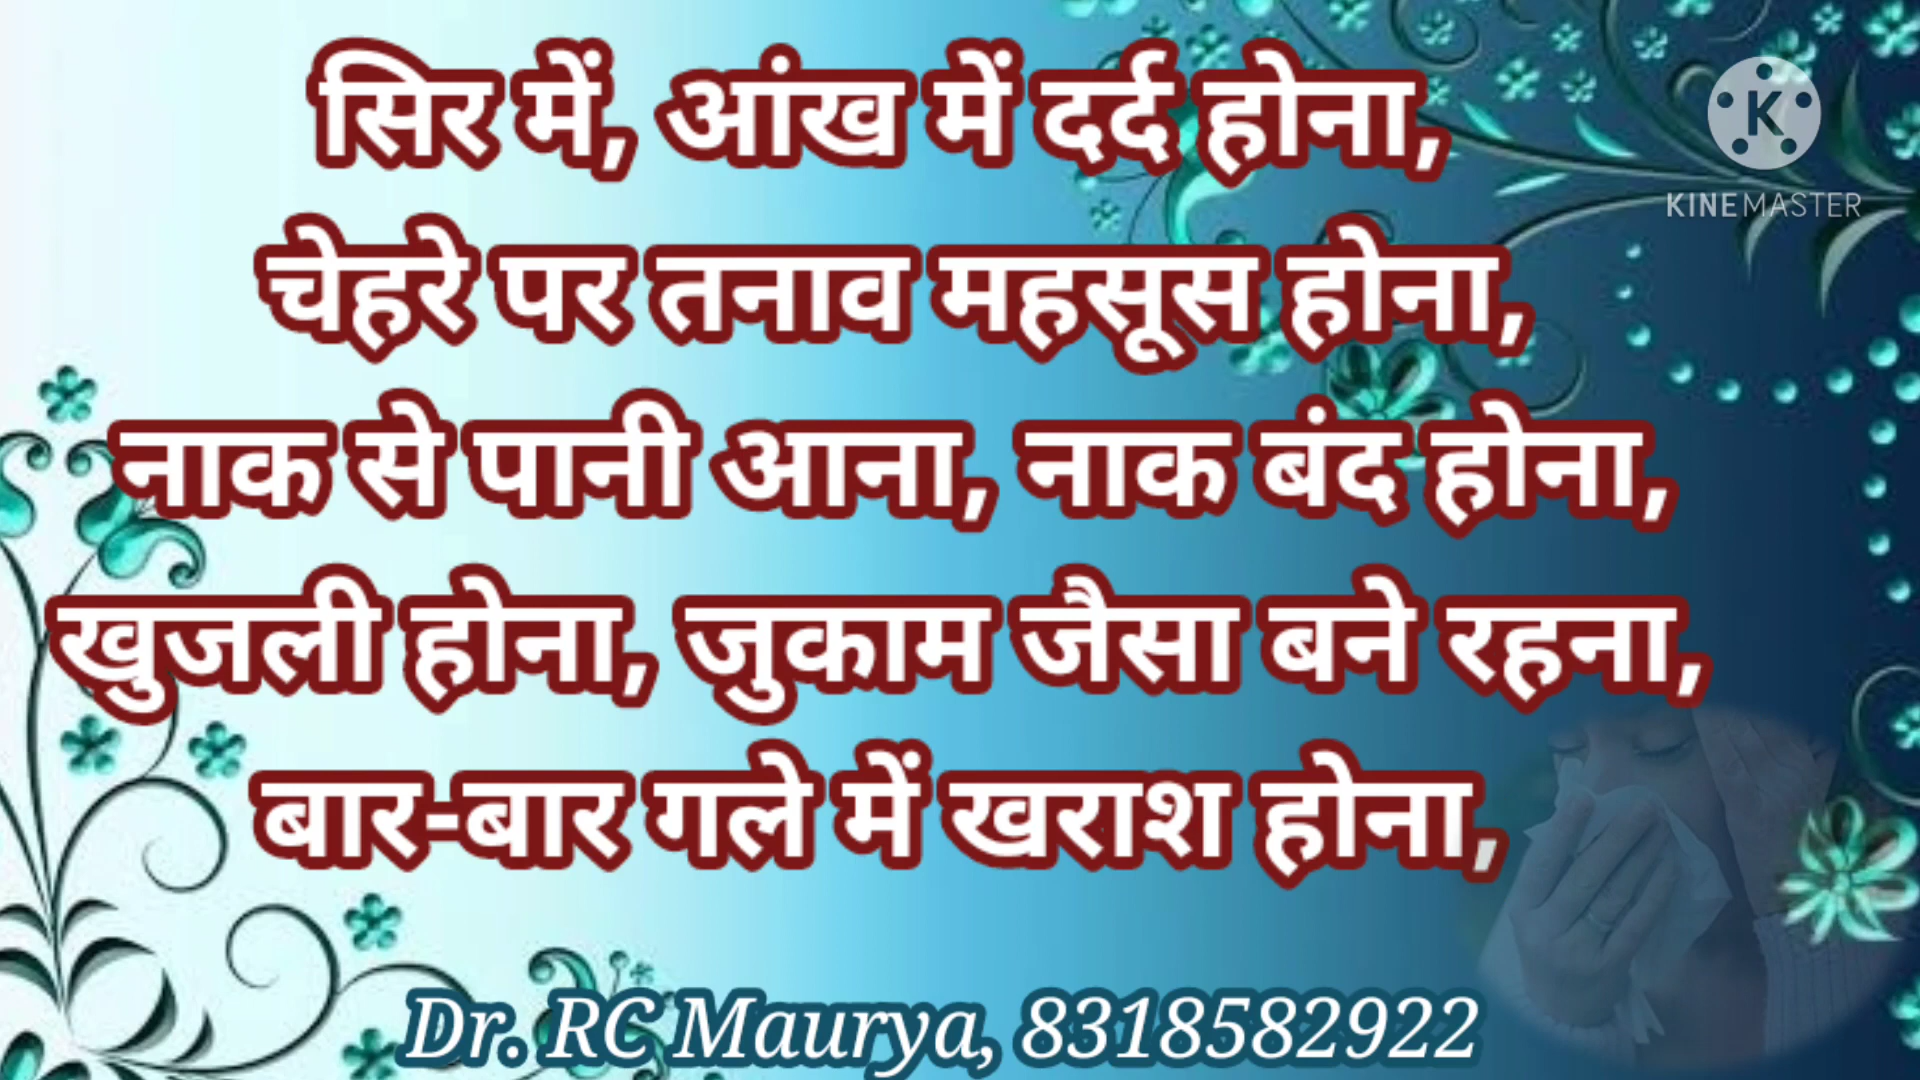 सिर में, आंख में दर्द होना,
KINEMASTER
चेहरे पर तनाव महसूस होना,
नाक से पानी आना, नाक बंद होना,
खुजली होना, जुकाम जैसा बने रहना,
बार-बार गले में खराश होना,
Dr. RC Maurya, 8318582922